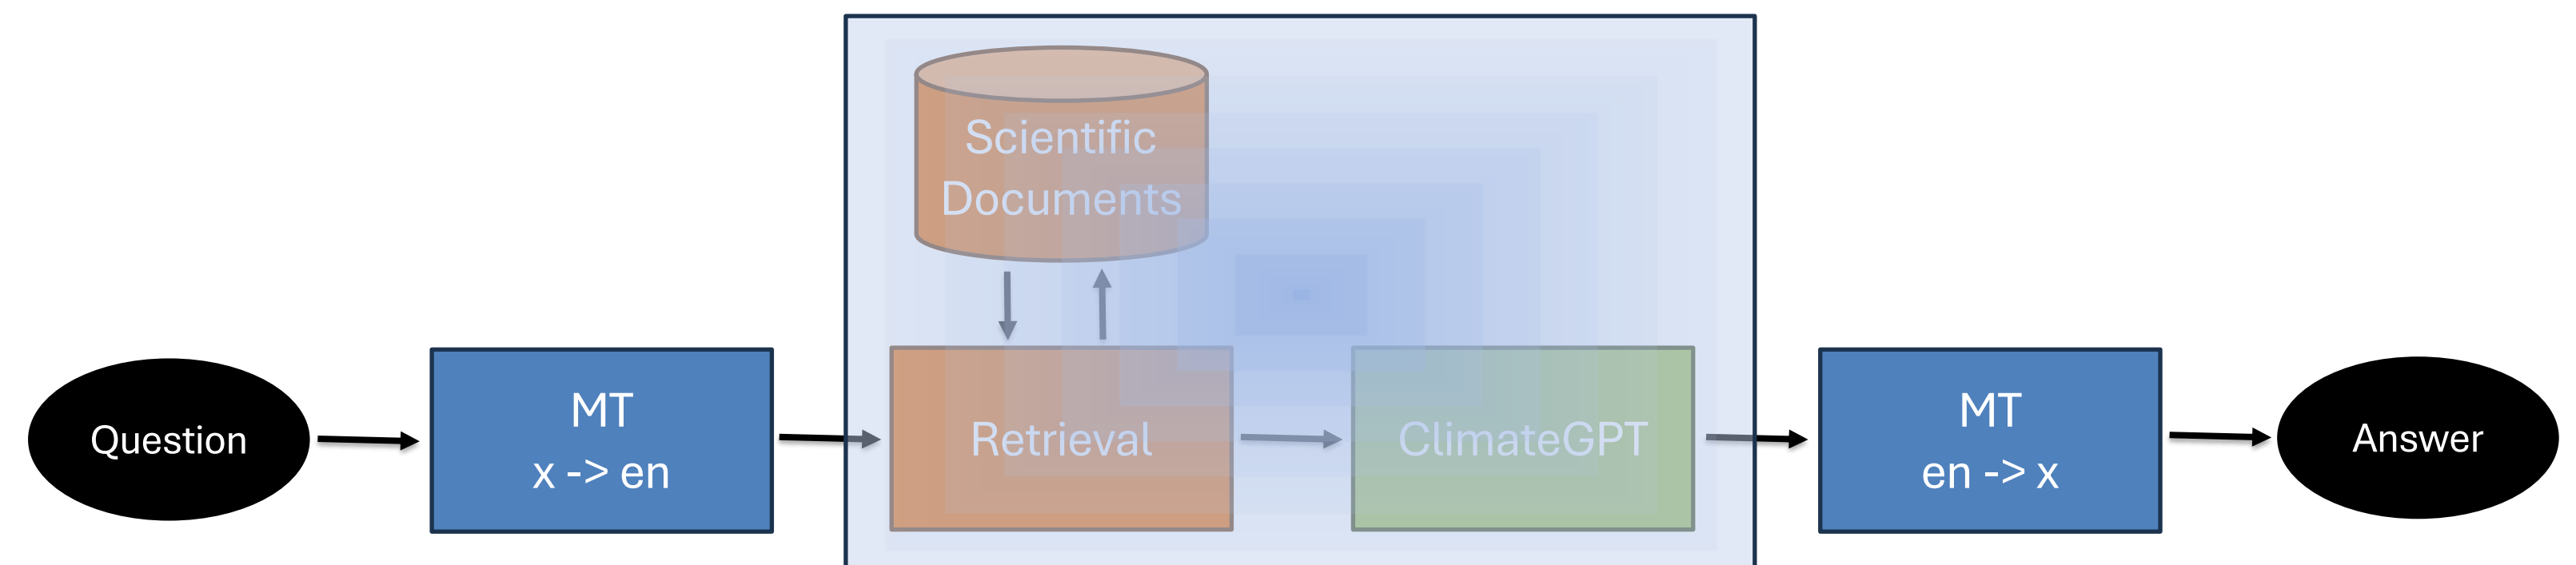 Scientific
Documents
Question
MT
x -> en
Retrieval
ClimateGPT
MT
en -> x
Answer